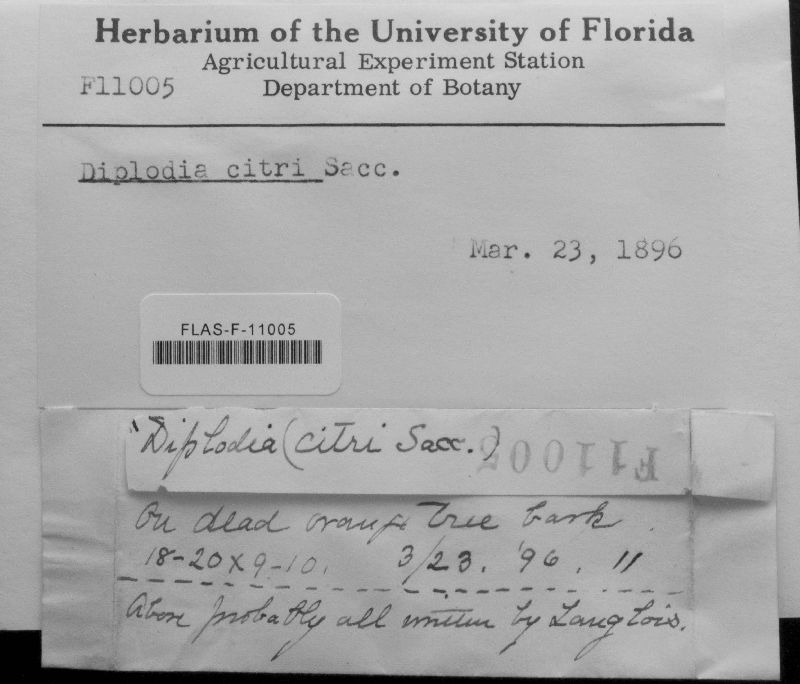 Herbarium of the University of Florida
Agricultural Experiment Station
F11005 Department of Botany
Diplodia citri Sacc.
Mar. 23, 1896
FLAS-F-11005
Diplodia (citri Sacc.)
F11005
On dead orange tree bark
18-20 x 9-10. 3/23. '96. "
Above probably all written by Langlois.